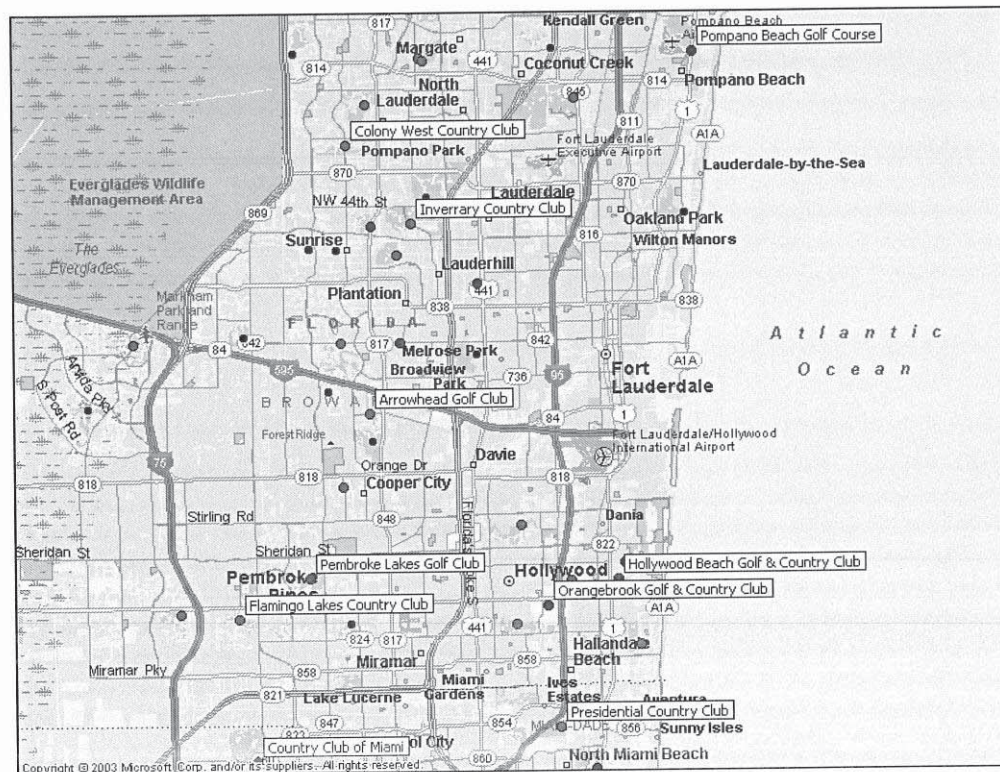 817
Kendall Green
Pompano Beach
Pompano Beach Golf Course
Margate
441
Coconut Creek
814
North
Lauderdale
845
814
Pompano Beach
1
811
A1A
Colony West Country Club
Pompano Park
Fort Lauderdale
Executive Airport
Lauderdale-by-the-Sea
870
870
Everglades Wildlife
Management Area
869
NW 44th St
Lauderdale
Inverrary Country Club
Oakland Park
816
Wilton Manors
The
Everglades
Sunrise
Lauderhill
441
Plantation
838
838
Markham
Park and
Range
FLORIDA
Atlantic
Ocean
84
842
817
Melrose Park
842
A1A
Broadview
Park
736
95
Fort
Lauderdale
595
Arvida Pky
S Post Rd
Arrowhead Golf Club
84
1
Forest Ridge
Fort Lauderdale/Hollywood
International Airport
75
Orange Dr
Davie
818
818
818
Cooper City
Stirling Rd
848
Dania
822
Sheridan St
Sheridan St
Pembroke Lakes Golf Club
Hollywood Beach Golf & Country Club
Pembroke
Pines
Hollywood
Orangebrook Golf & Country Club
Flamingo Lakes Country Club
A1A
824
817
441
1
Hallandale
Beach
Miramar
858
Miramar Pky
858
Miami
Gardens
Ives
Estates
821
Lake Lucerne
Aventura
Presidential Country Club
847
854
856
Sunny Isles
Country Club of Miami
ol City
860
North Miami Beach
Copyright © 2003 Microsoft Corp. and/or its suppliers. All rights reserved.